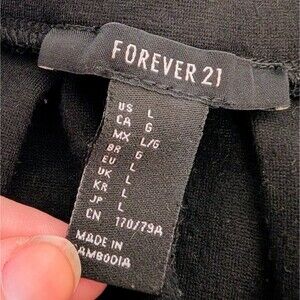 FOREVER 21
US L
CA G
MX L/G
BR G
EU L
UK L
KR L
JP L
CN 170/79A
MADE IN
CAMBODIA